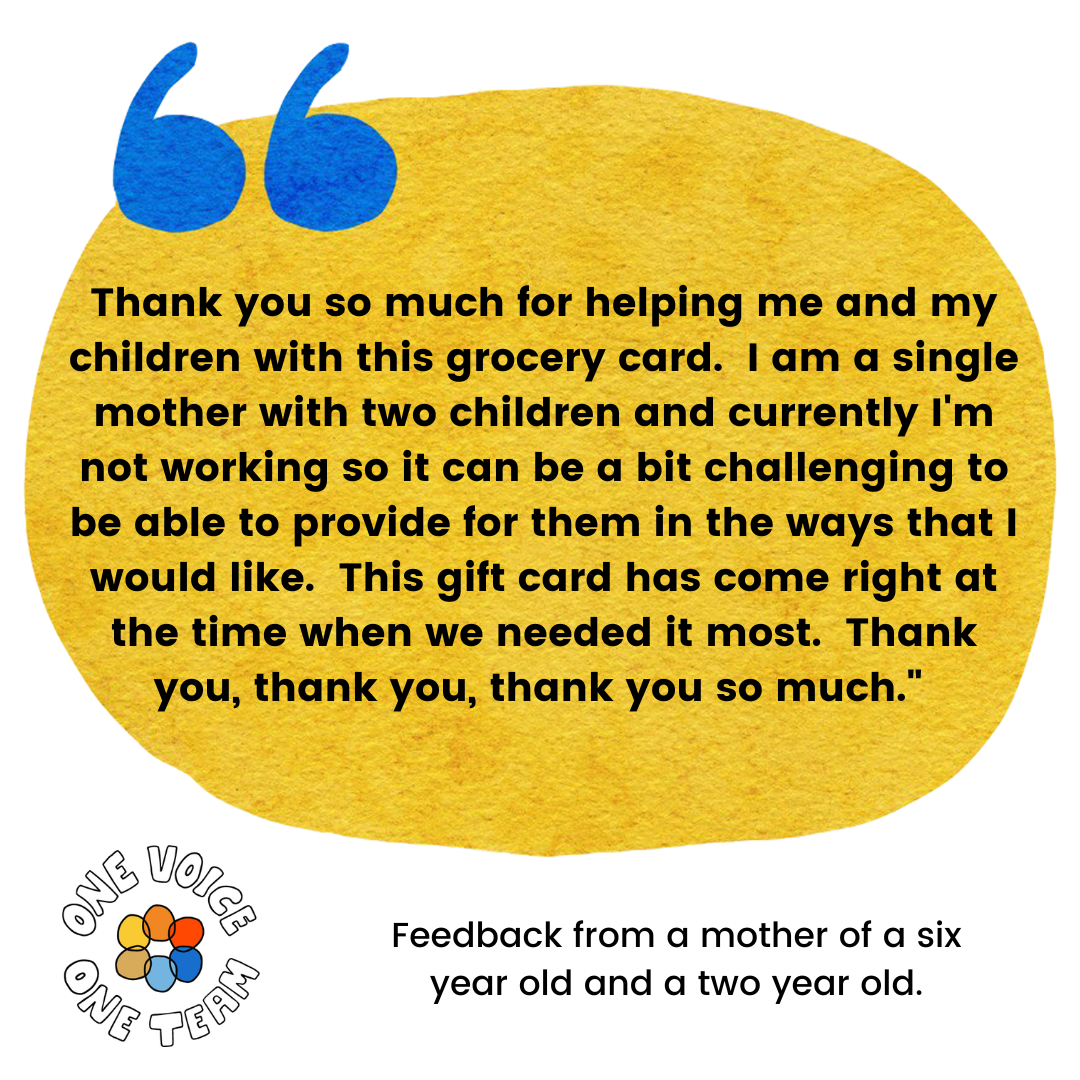 Thank you so much for helping me and my
children with this grocery card.  I am a single
mother with two children and currently I'm
not working so it can be a bit challenging to
be able to provide for them in the ways that I
would like.  This gift card has come right at
the time when we needed it most.  Thank
you, thank you, thank you so much."
ONE VOICE
ONE TEAM
Feedback from a mother of a six
year old and a two year old.